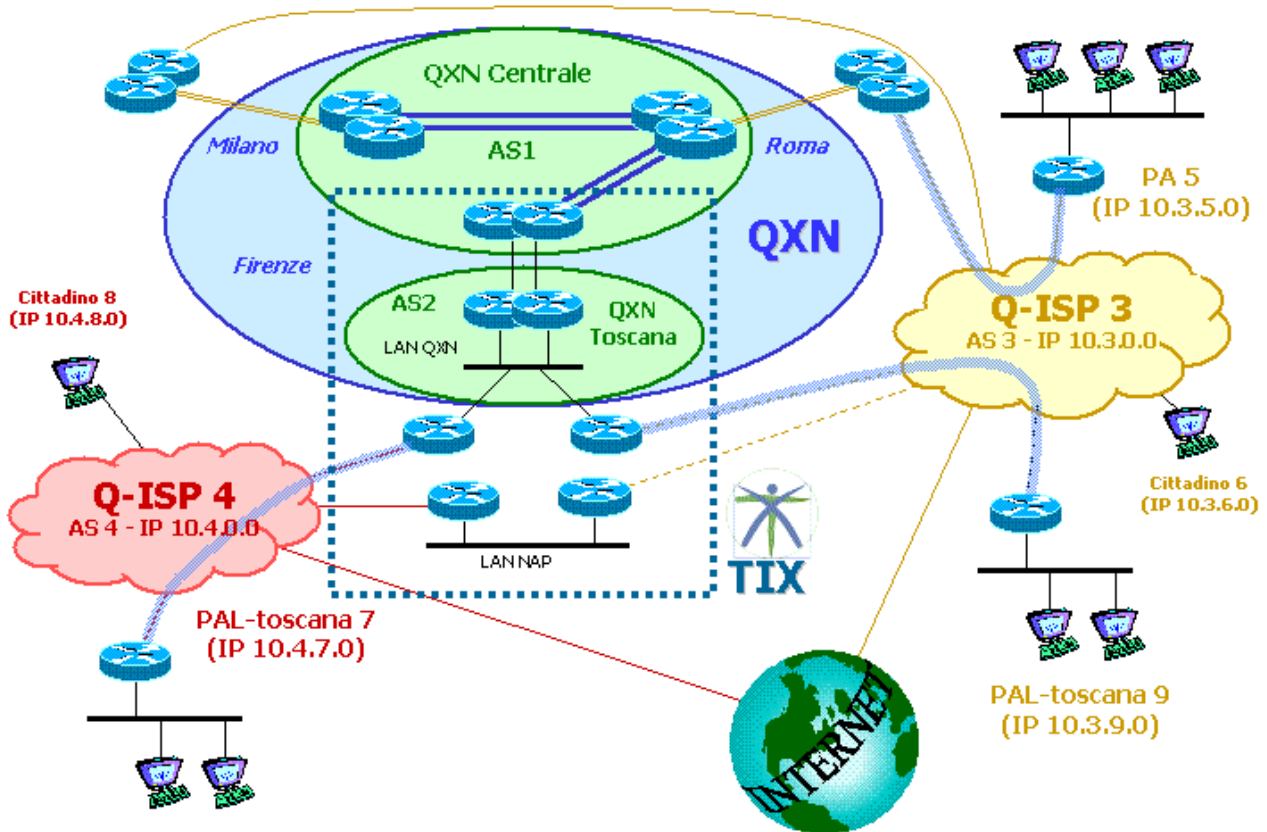 QXN Centrale
AS1
Milano
Roma
QXN
Firenze
AS2
QXN
Toscana
LAN QXN
PA 5
(IP 10.3.5.0)
Q-ISP 3
AS 3 - IP 10.3.0.0
Cittadino 8
(IP 10.4.8.0)
Q-ISP 4
AS 4 - IP 10.4.0.0
Cittadino 6
(IP 10.3.6.0)
LAN NAP
TIX
PAL-toscana 7
(IP 10.4.7.0)
PAL-toscana 9
(IP 10.3.9.0)
INTERNET